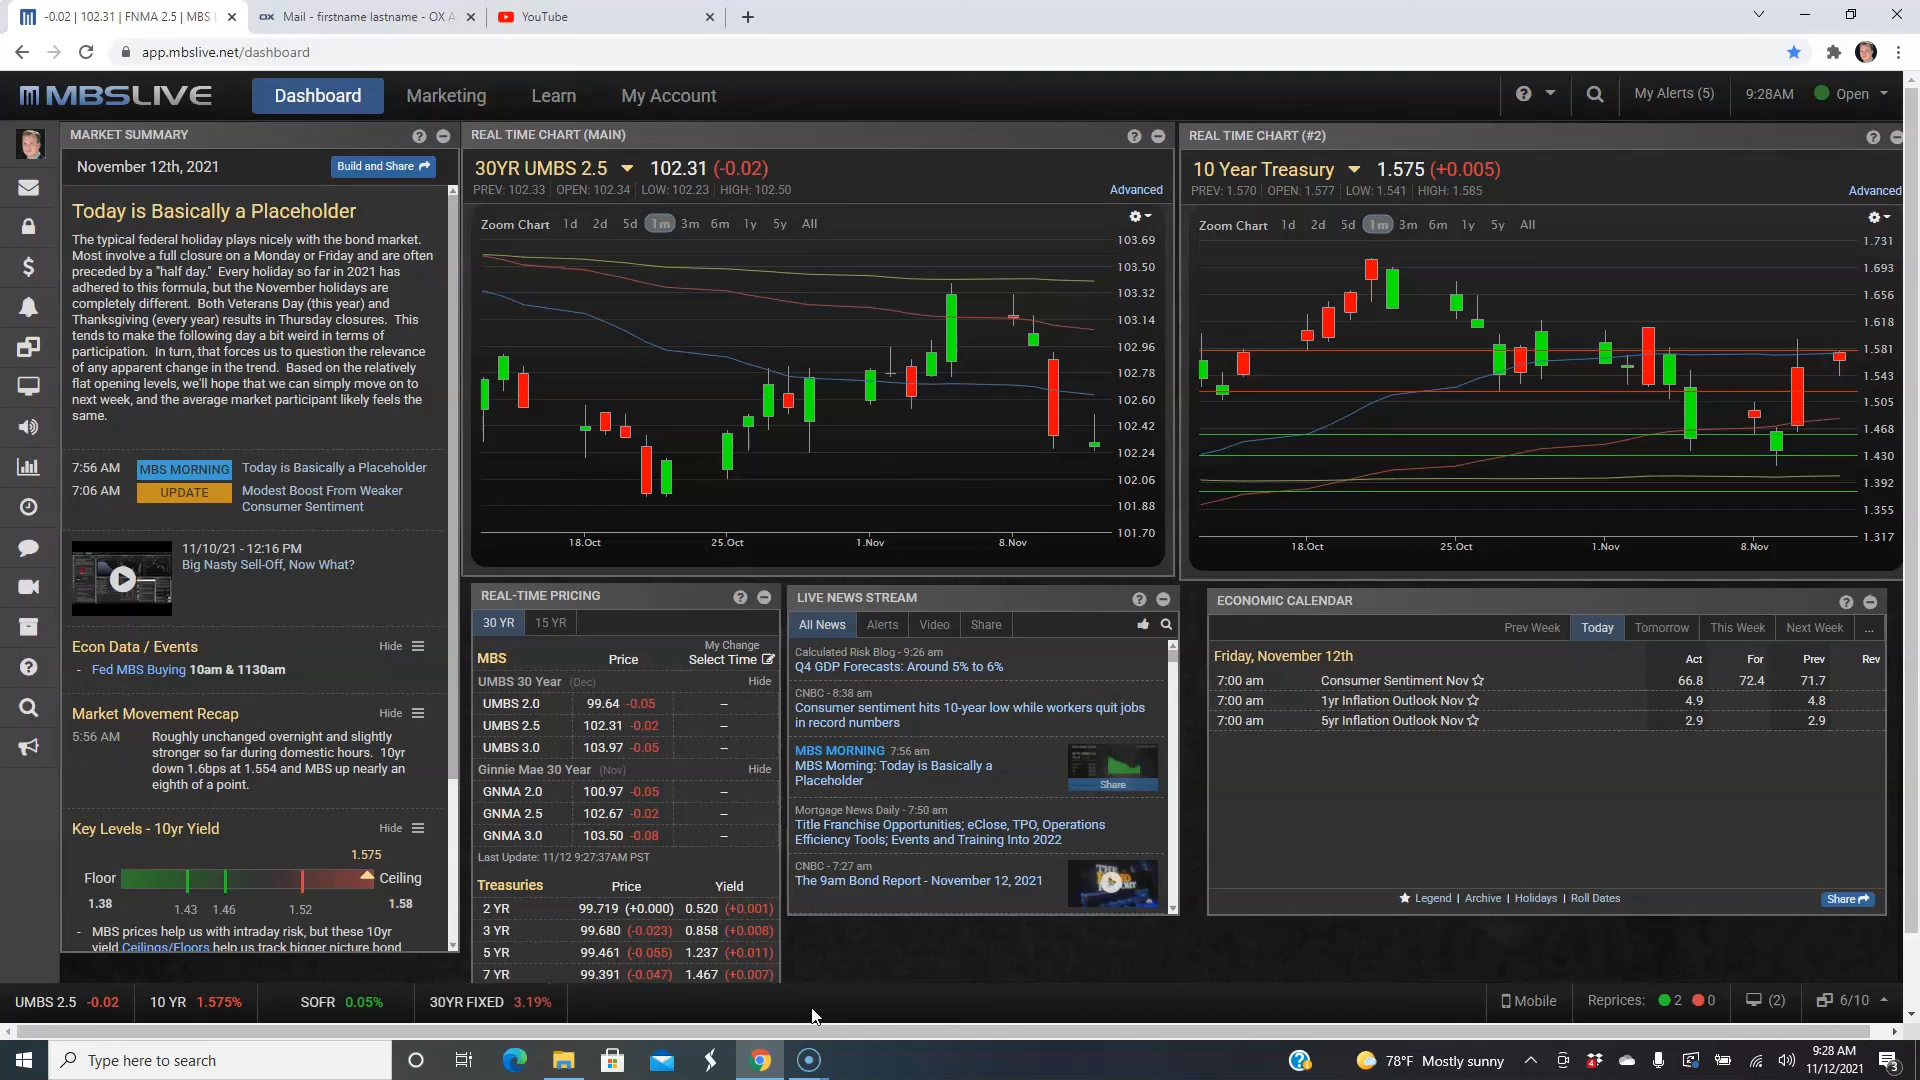 -0.02 | 102.31 | FNMA 2.5 | MBS L
Mail - firstname lastname - OX A
YouTube
app.mbslive.net/dashboard
MBSLIVE
Dashboard
Marketing
Learn
My Account
My Alerts (5)
9:28AM
Open
MARKET SUMMARY
November 12th, 2021
Build and Share
Today is Basically a Placeholder
The typical federal holiday plays nicely with the bond market.
Most involve a full closure on a Monday or Friday and are often
preceded by a "half day." Every holiday so far in 2021 has
adhered to this formula, but the November holidays are
completely different. Both Veterans Day (this year) and
Thanksgiving (every year) results in Thursday closures. This
tends to make the following day a bit weird in terms of
participation. In turn, that forces us to question the relevance
of any apparent change in the trend. Based on the relatively
flat opening levels, we'll hope that we can simply move on to
next week, and the average market participant likely feels the
same.
7:56 AM MBS MORNING Today is Basically a Placeholder
7:06 AM UPDATE Modest Boost From Weaker
Consumer Sentiment
11/10/21 - 12:16 PM
Big Nasty Sell-Off, Now What?
Econ Data / Events Hide
- Fed MBS Buying 10am & 1130am
Market Movement Recap Hide
5:56 AM Roughly unchanged overnight and slightly
stronger so far during domestic hours. 10yr
down 1.6bps at 1.554 and MBS up nearly an
eighth of a point.
Key Levels - 10yr Yield Hide
1.575
Floor Ceiling
1.38 1.43 1.46 1.52 1.58
- MBS prices help us with intraday risk, but these 10yr
yield Ceilings/Floors help us track bigger picture bond
REAL TIME CHART (MAIN)
30YR UMBS 2.5 102.31 (-0.02)
PREV: 102.33 OPEN: 102.34 LOW: 102.23 HIGH: 102.50
Advanced
Zoom Chart 1d 2d 5d 1m 3m 6m 1y 5y All
103.69
103.50
103.32
103.14
102.96
102.78
102.60
102.42
102.24
102.06
101.88
101.70
18.Oct 25.Oct 1.Nov 8.Nov
REAL TIME CHART (#2)
10 Year Treasury 1.575 (+0.005)
PREV: 1.570 OPEN: 1.577 LOW: 1.541 HIGH: 1.585
Advanced
Zoom Chart 1d 2d 5d 1m 3m 6m 1y 5y All
1.731
1.693
1.656
1.618
1.581
1.543
1.505
1.468
1.430
1.392
1.355
1.317
18.Oct 25.Oct 1.Nov 8.Nov
REAL-TIME PRICING
30 YR 15 YR
My Change
MBS Price Select Time
UMBS 30 Year (Dec) Hide
UMBS 2.0 99.64 -0.05 --
UMBS 2.5 102.31 -0.02 --
UMBS 3.0 103.97 -0.05 --
Ginnie Mae 30 Year (Nov) Hide
GNMA 2.0 100.97 -0.05 --
GNMA 2.5 102.67 -0.02 --
GNMA 3.0 103.50 -0.08 --
Last Update: 11/12 9:27:37AM PST
Treasuries Price Yield
2 YR 99.719 (+0.000) 0.520 (+0.001)
3 YR 99.680 (-0.023) 0.858 (+0.008)
5 YR 99.461 (-0.055) 1.237 (+0.011)
7 YR 99.391 (-0.047) 1.467 (+0.007)
LIVE NEWS STREAM
All News Alerts Video Share
Calculated Risk Blog - 9:26 am
Q4 GDP Forecasts: Around 5% to 6%
CNBC - 8:38 am
Consumer sentiment hits 10-year low while workers quit jobs
in record numbers
MBS MORNING 7:56 am
MBS Morning: Today is Basically a
Placeholder
Share
Mortgage News Daily - 7:50 am
Title Franchise Opportunities; eClose, TPO, Operations
Efficiency Tools; Events and Training Into 2022
CNBC - 7:27 am
The 9am Bond Report - November 12, 2021
ECONOMIC CALENDAR
Prev Week Today Tomorrow This Week Next Week ...
Friday, November 12th Act For Prev Rev
7:00 am Consumer Sentiment Nov 66.8 72.4 71.7
7:00 am 1yr Inflation Outlook Nov 4.9 4.8
7:00 am 5yr Inflation Outlook Nov 2.9 2.9
Legend | Archive | Holidays | Roll Dates
Share
UMBS 2.5 -0.02 10 YR 1.575% SOFR 0.05% 30YR FIXED 3.19%
Mobile Reprices: 2 0 (2) 6/10
Type here to search
78°F Mostly sunny
4
9:28 AM
11/12/2021
3